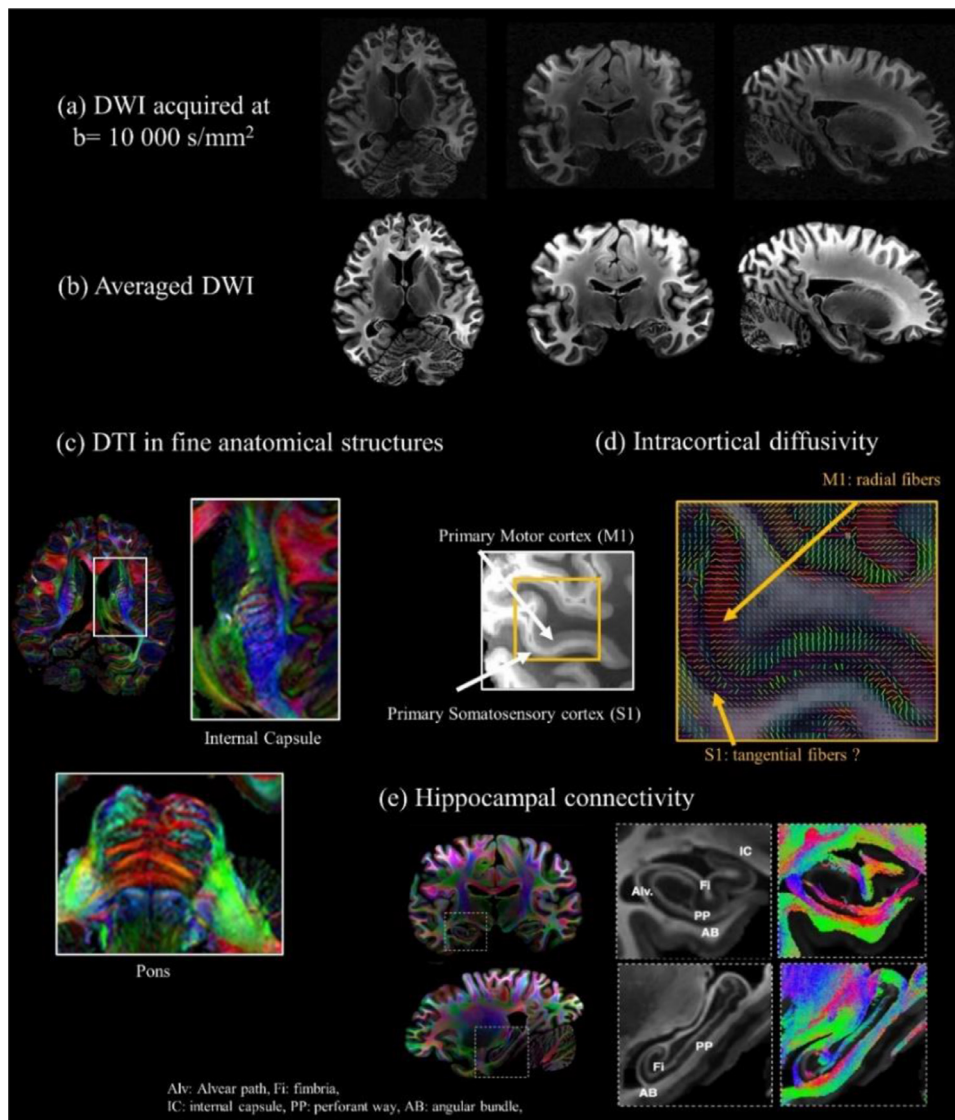 (a) DWI acquired at
b= 10 000 s/mm²
(b) Averaged DWI
(c) DTI in fine anatomical structures
(d) Intracortical diffusivity
M1: radial fibers
Primary Motor cortex (M1)
Primary Somatosensory cortex (S1)
S1: tangential fibers ?
Internal Capsule
Pons
(e) Hippocampal connectivity
IC
Alv.
Fi
PP
AB
PP
Fi
AB
Alv: Alvear path, Fi: fimbria,
IC: internal capsule, PP: perforant way, AB: angular bundle,